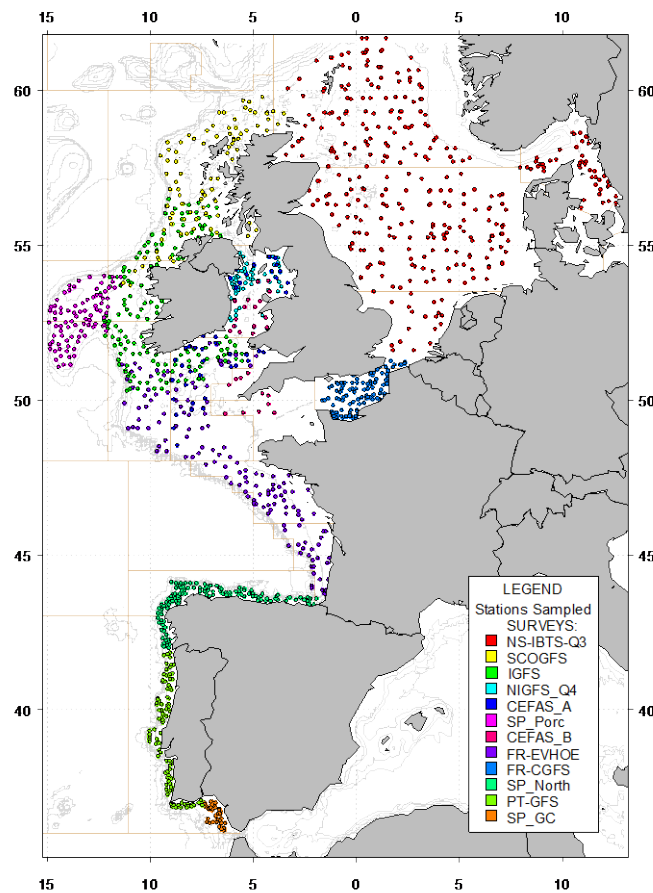 15 10 5 0 5 10
60 60
55 55
50 50
45 45
40 40
LEGEND
Stations Sampled
SURVEYS:
NS-IBTS-Q3
SCOGFS
IGFS
NIGFS_Q4
CEFAS_A
SP_Porc
CEFAS_B
FR-EVHOE
FR-CGFS
SP_North
PT-GFS
SP_GC
15 10 5 0 5 10